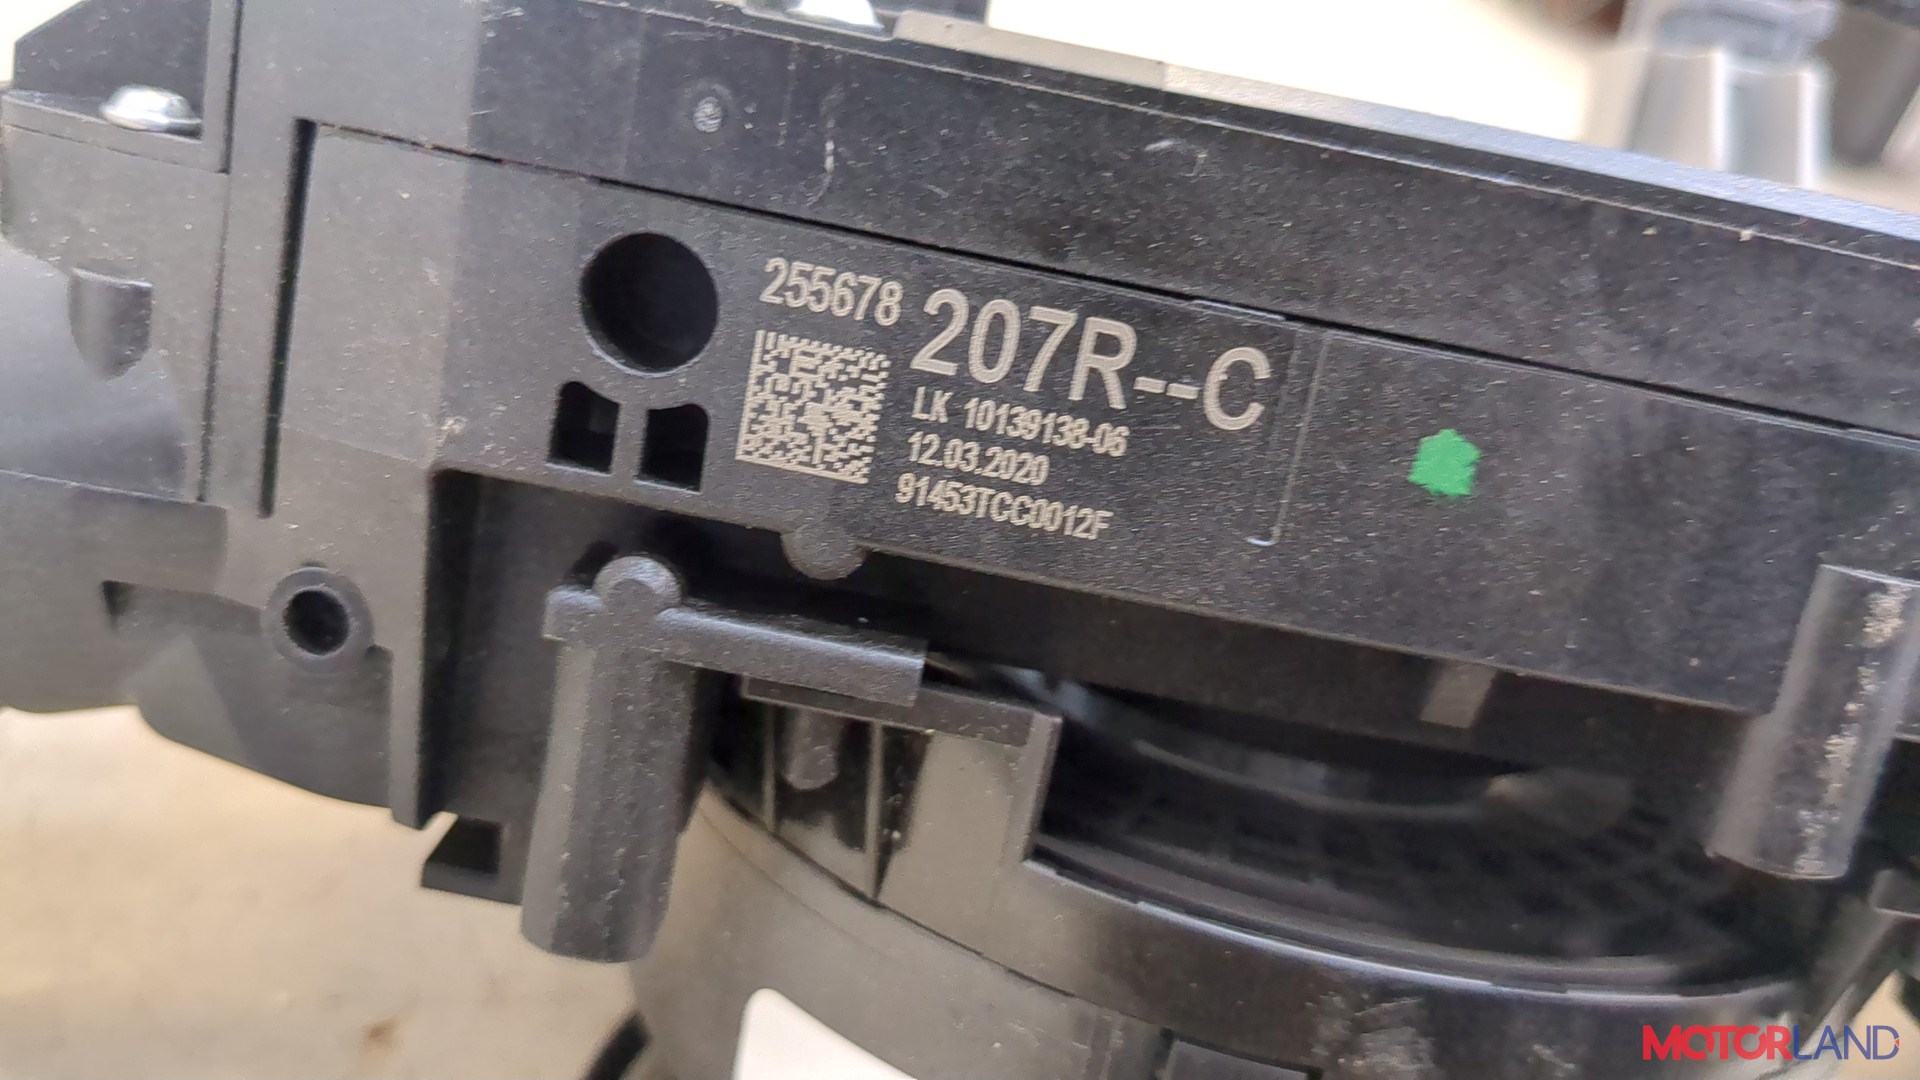 255678 207R--C
LK 10139138-06
12.03.2020
91453TCC0012F
MOTORLAND